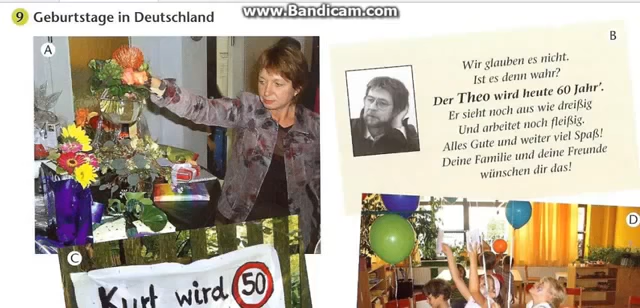 9 Geburtstage in Deutschland
www.Bandicam.com
A
B
Wir glauben es nicht.
Ist es denn wahr?
Der Theo wird heute 60 Jahr'.
Er sieht noch aus wie dreißig
Und arbeitet noch fleißig.
Alles Gute und weiter viel Spaß!
Deine Familie und deine Freunde
wünschen dir das!
C
Kurt wird 50
D